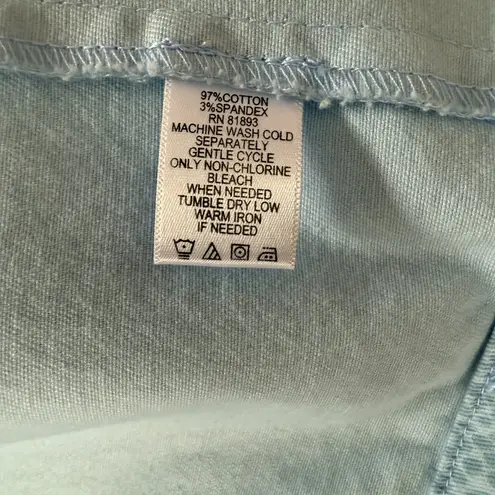 97%COTTON
3%SPANDEX
RN 81893
MACHINE WASH COLD
SEPARATELY
GENTLE CYCLE
ONLY NON-CHLORINE
BLEACH
WHEN NEEDED
TUMBLE DRY LOW
WARM IRON
IF NEEDED